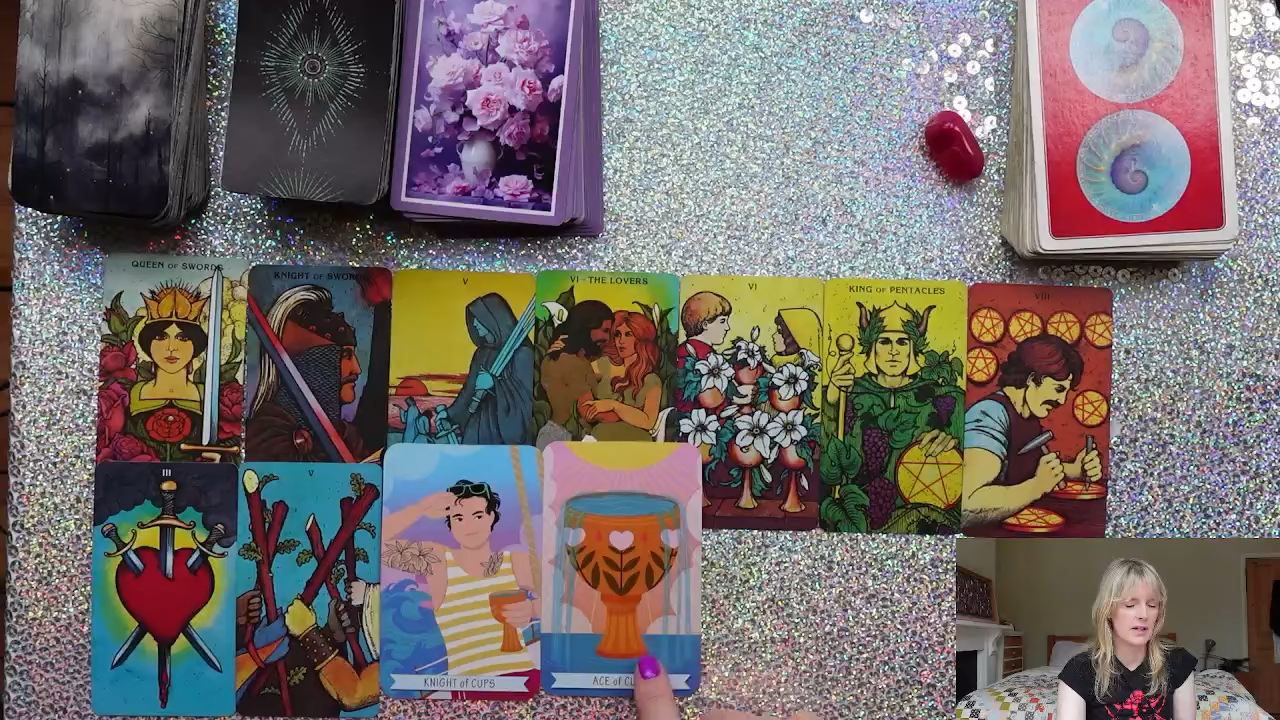 QUEEN OF SWORDS
KNIGHT OF SWORDS
V
VI - THE LOVERS
VI
KING OF PENTACLES
VIII
III
V
KNIGHT of CUPS
ACE of CU